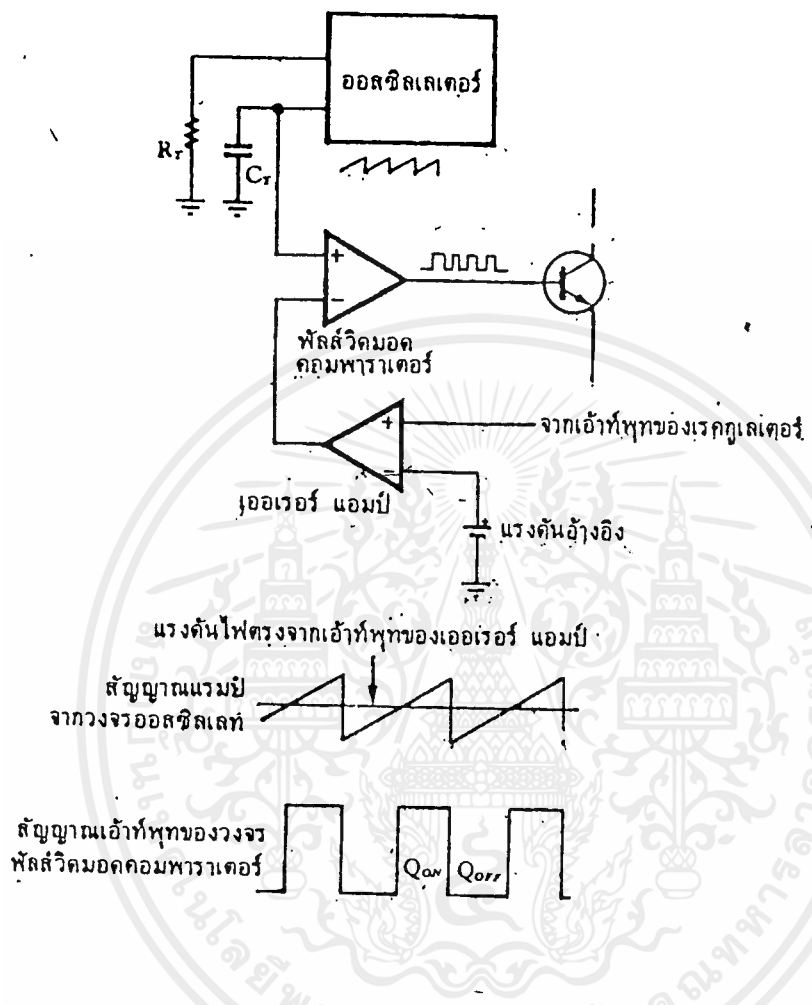 ออสซิลเลเตอร์
R_T
C_T
+
−
พัลส์วิดมอด
คอมพาราเตอร์
+
−
จากเอ้าท์พุทของเรคกูเลเตอร์
เออเรอร์ แอมป์
+
แรงดันอ้างอิง
แรงดันไฟตรงจากเอ้าท์พุทของเออเรอร์ แอมป์
สัญญาณแรมป์
จากวงจรออสซิลเลท
สัญญาณเอ้าท์พุทของวงจร
พัลส์วิดมอดคอมพาราเตอร์
Q_ON Q_OFF